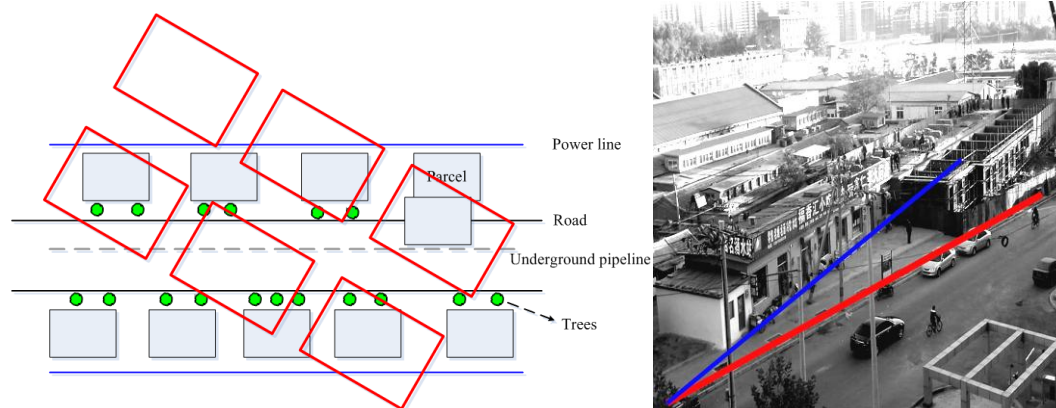 Power line
Parcel
Road
Underground pipeline
Trees